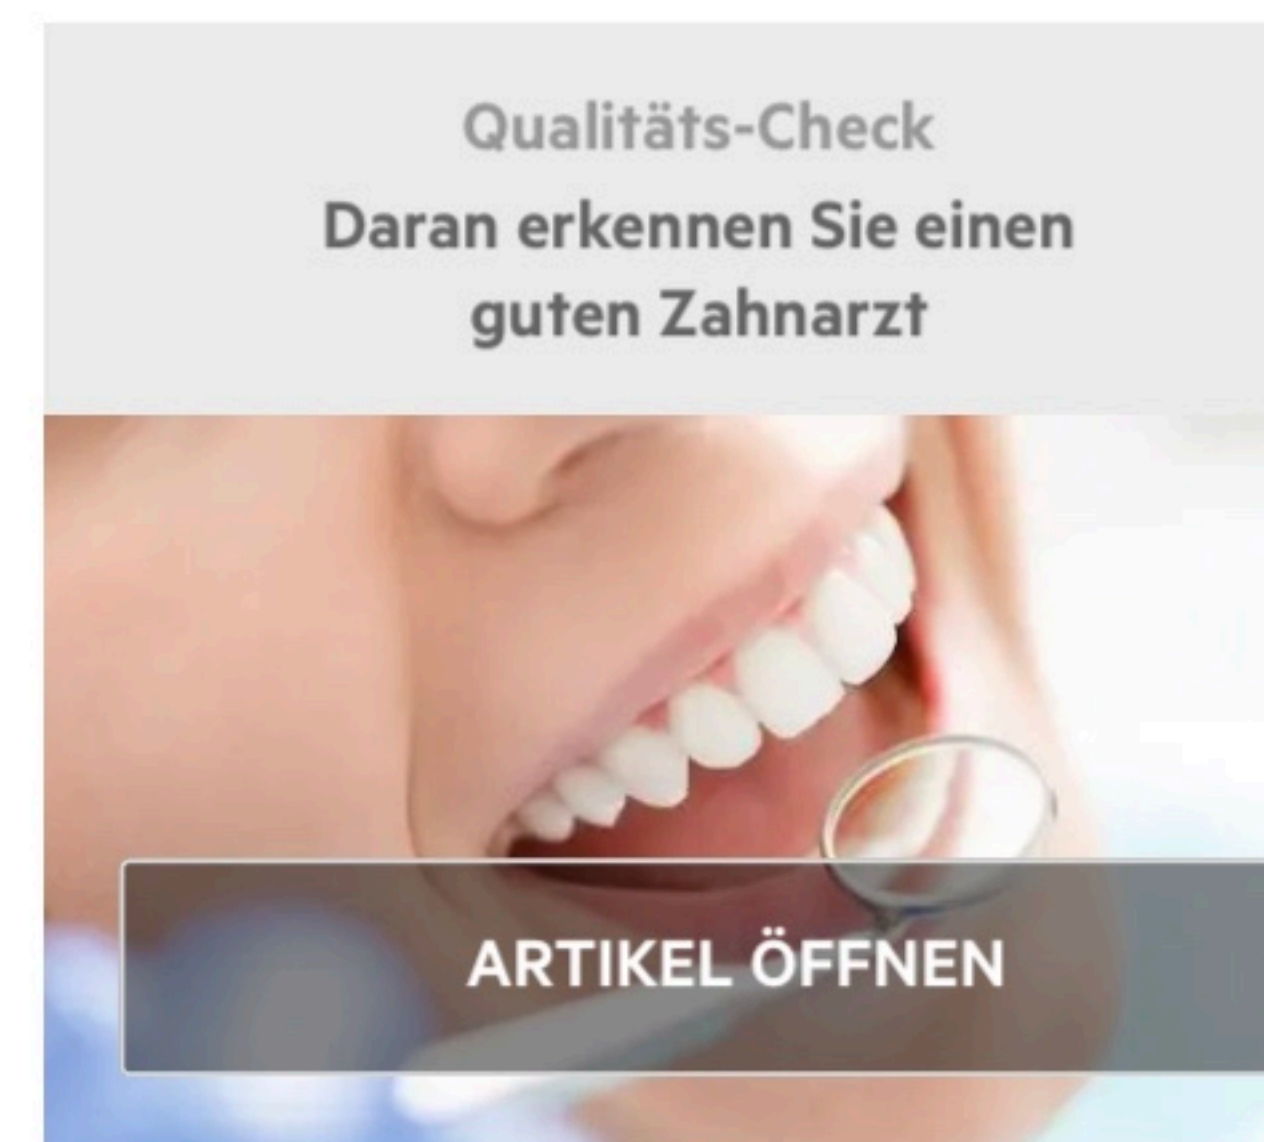 Qualitäts-Check
Daran erkennen Sie einen
guten Zahnarzt
ARTIKEL ÖFFNEN